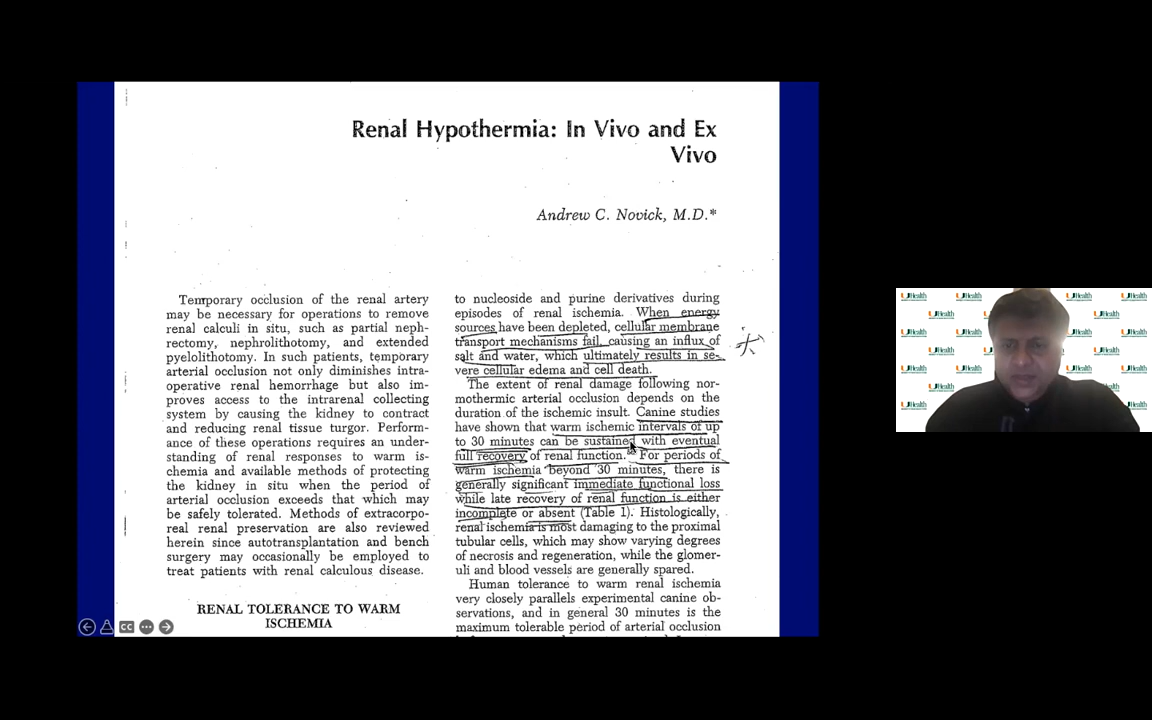 Renal Hypothermia: In Vivo and Ex
Vivo
Andrew C. Novick, M.D.*
Temporary occlusion of the renal artery
may be necessary for operations to remove
renal calculi in situ, such as partial neph-
rectomy, nephrolithotomy, and extended
pyelolithotomy. In such patients, temporary
arterial occlusion not only diminishes intra-
operative renal hemorrhage but also im-
proves access to the intrarenal collecting
system by causing the kidney to contract
and reducing renal tissue turgor. Perform-
ance of these operations requires an under-
standing of renal responses to warm is-
chemia and available methods of protecting
the kidney in situ when the period of
arterial occlusion exceeds that which may
be safely tolerated. Methods of extracorpo-
real renal preservation are also reviewed
herein since autotransplantation and bench
surgery may occasionally be employed to
treat patients with renal calculous disease.
RENAL TOLERANCE TO WARM
ISCHEMIA
to nucleoside and purine derivatives during
episodes of renal ischemia. When energy
sources have been depleted, cellular membrane
transport mechanisms fail, causing an influx of
salt and water, which ultimately results in se-
vere cellular edema and cell death.
The extent of renal damage following nor-
mothermic arterial occlusion depends on the
duration of the ischemic insult. Canine studies
have shown that warm ischemic intervals of up
to 30 minutes can be sustained with eventual
full recovery of renal function. For periods of
warm ischemia beyond 30 minutes, there is
generally significant immediate functional loss
while late recovery of renal function is either
incomplete or absent (Table 1). Histologically,
renal ischemia is most damaging to the proximal
tubular cells, which may show varying degrees
of necrosis and regeneration, while the glomer-
uli and blood vessels are generally spared.
Human tolerance to warm renal ischemia
very closely parallels experimental canine ob-
servations, and in general 30 minutes is the
maximum tolerable period of arterial occlusion
CC
UHealth